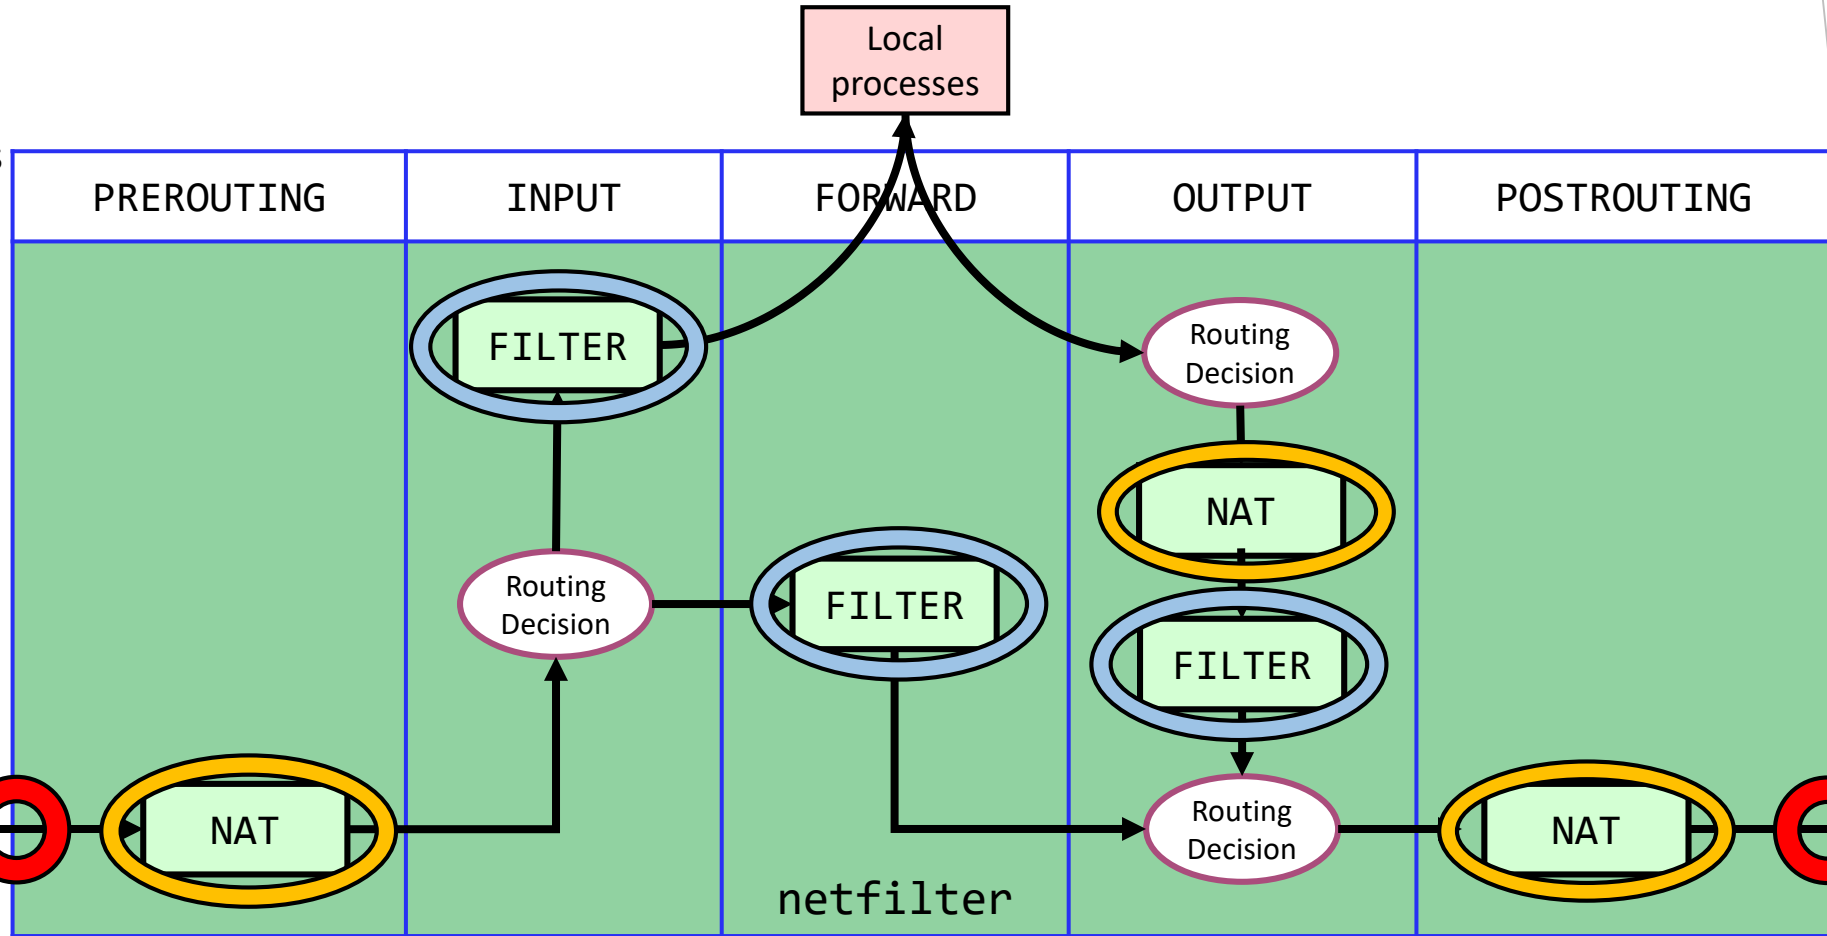 Local
processes
s
PREROUTING
INPUT
FORWARD
OUTPUT
POSTROUTING
FILTER
Routing
Decision
NAT
Routing
Decision
FILTER
FILTER
NAT
Routing
Decision
NAT
netfilter